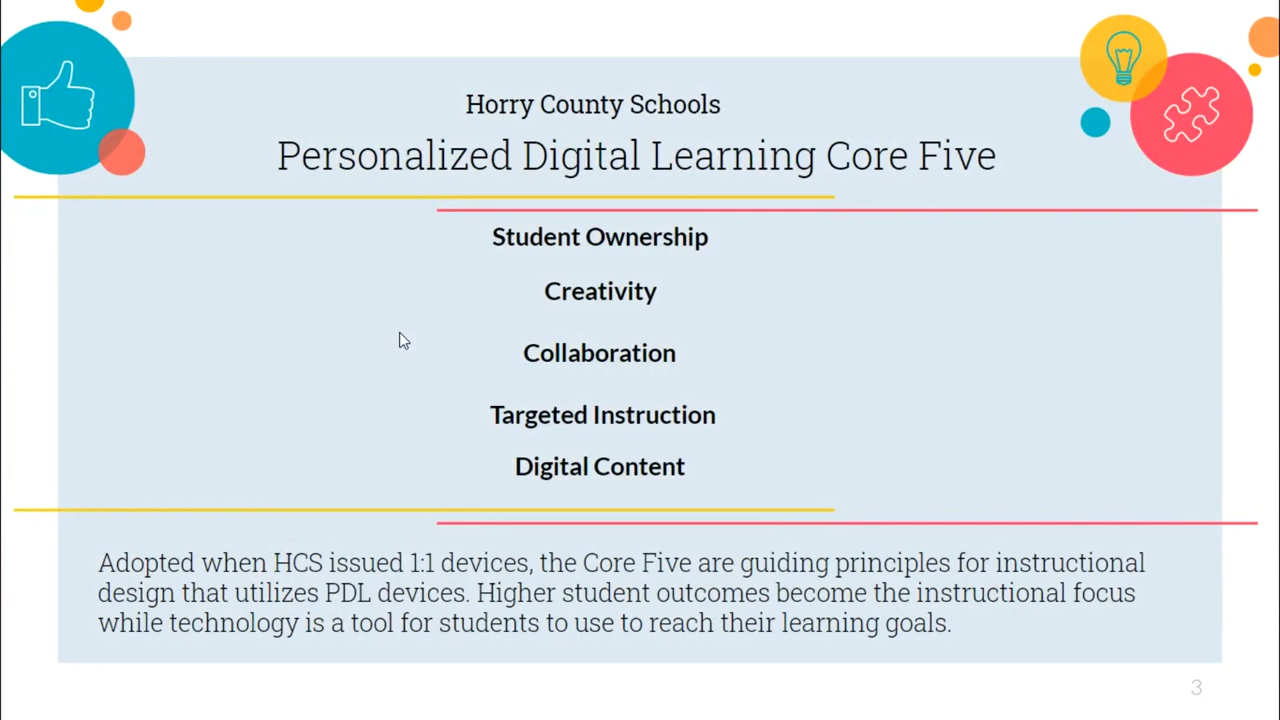 Horry County Schools
Personalized Digital Learning Core Five
Student Ownership
Creativity
Collaboration
Targeted Instruction
Digital Content
Adopted when HCS issued 1:1 devices, the Core Five are guiding principles for instructional
design that utilizes PDL devices. Higher student outcomes become the instructional focus
while technology is a tool for students to use to reach their learning goals.
3